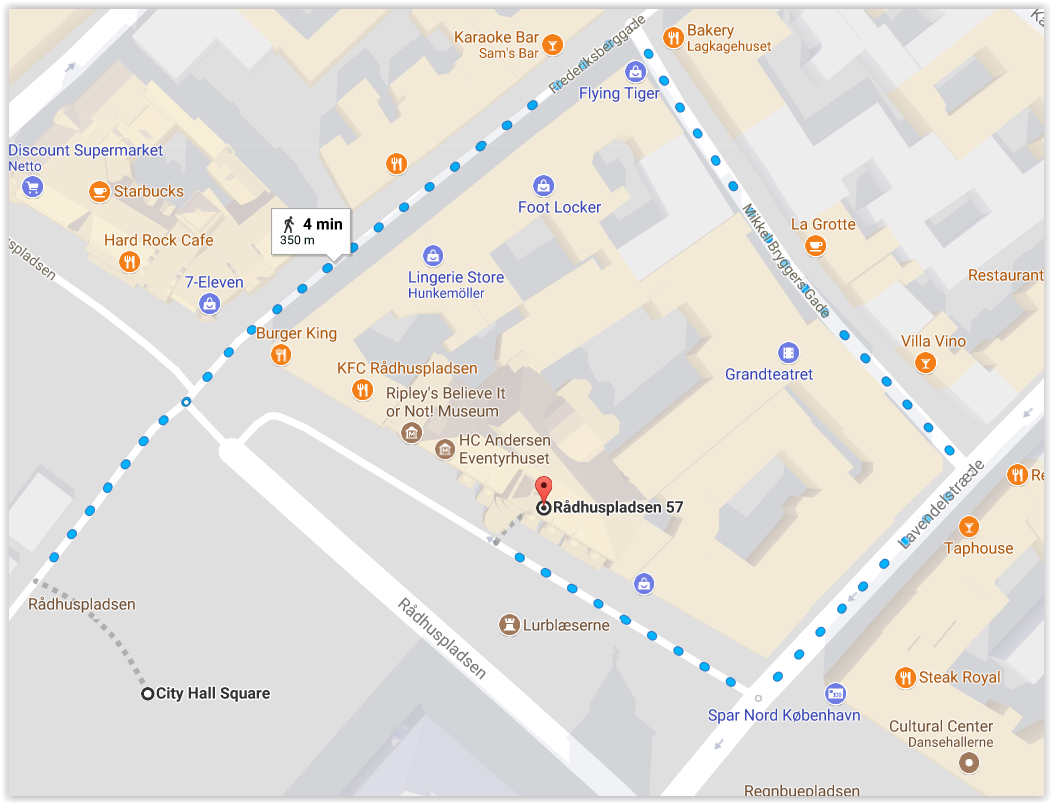 Karaoke Bar
Sam's Bar
Bakery
Lagkagehuset
Frederiksberggade
Flying Tiger
Discount Supermarket
Netto
Starbucks
Foot Locker
4 min
350 m
Hard Rock Cafe
Mikkel Bryggers Gade
La Grotte
spladsen
7-Eleven
Lingerie Store
Hunkemöller
Restaurant
Burger King
Villa Vino
KFC Rådhuspladsen
Grandteatret
Ripley's Believe It
or Not! Museum
HC Andersen
Eventyrhuset
Re
Rådhuspladsen 57
Lavendelstræde
Taphouse
Rådhuspladsen
Rådhuspladsen
Lurblæserne
City Hall Square
Steak Royal
Spar Nord København
Cultural Center
Dansehallerne
Regnbuepladsen